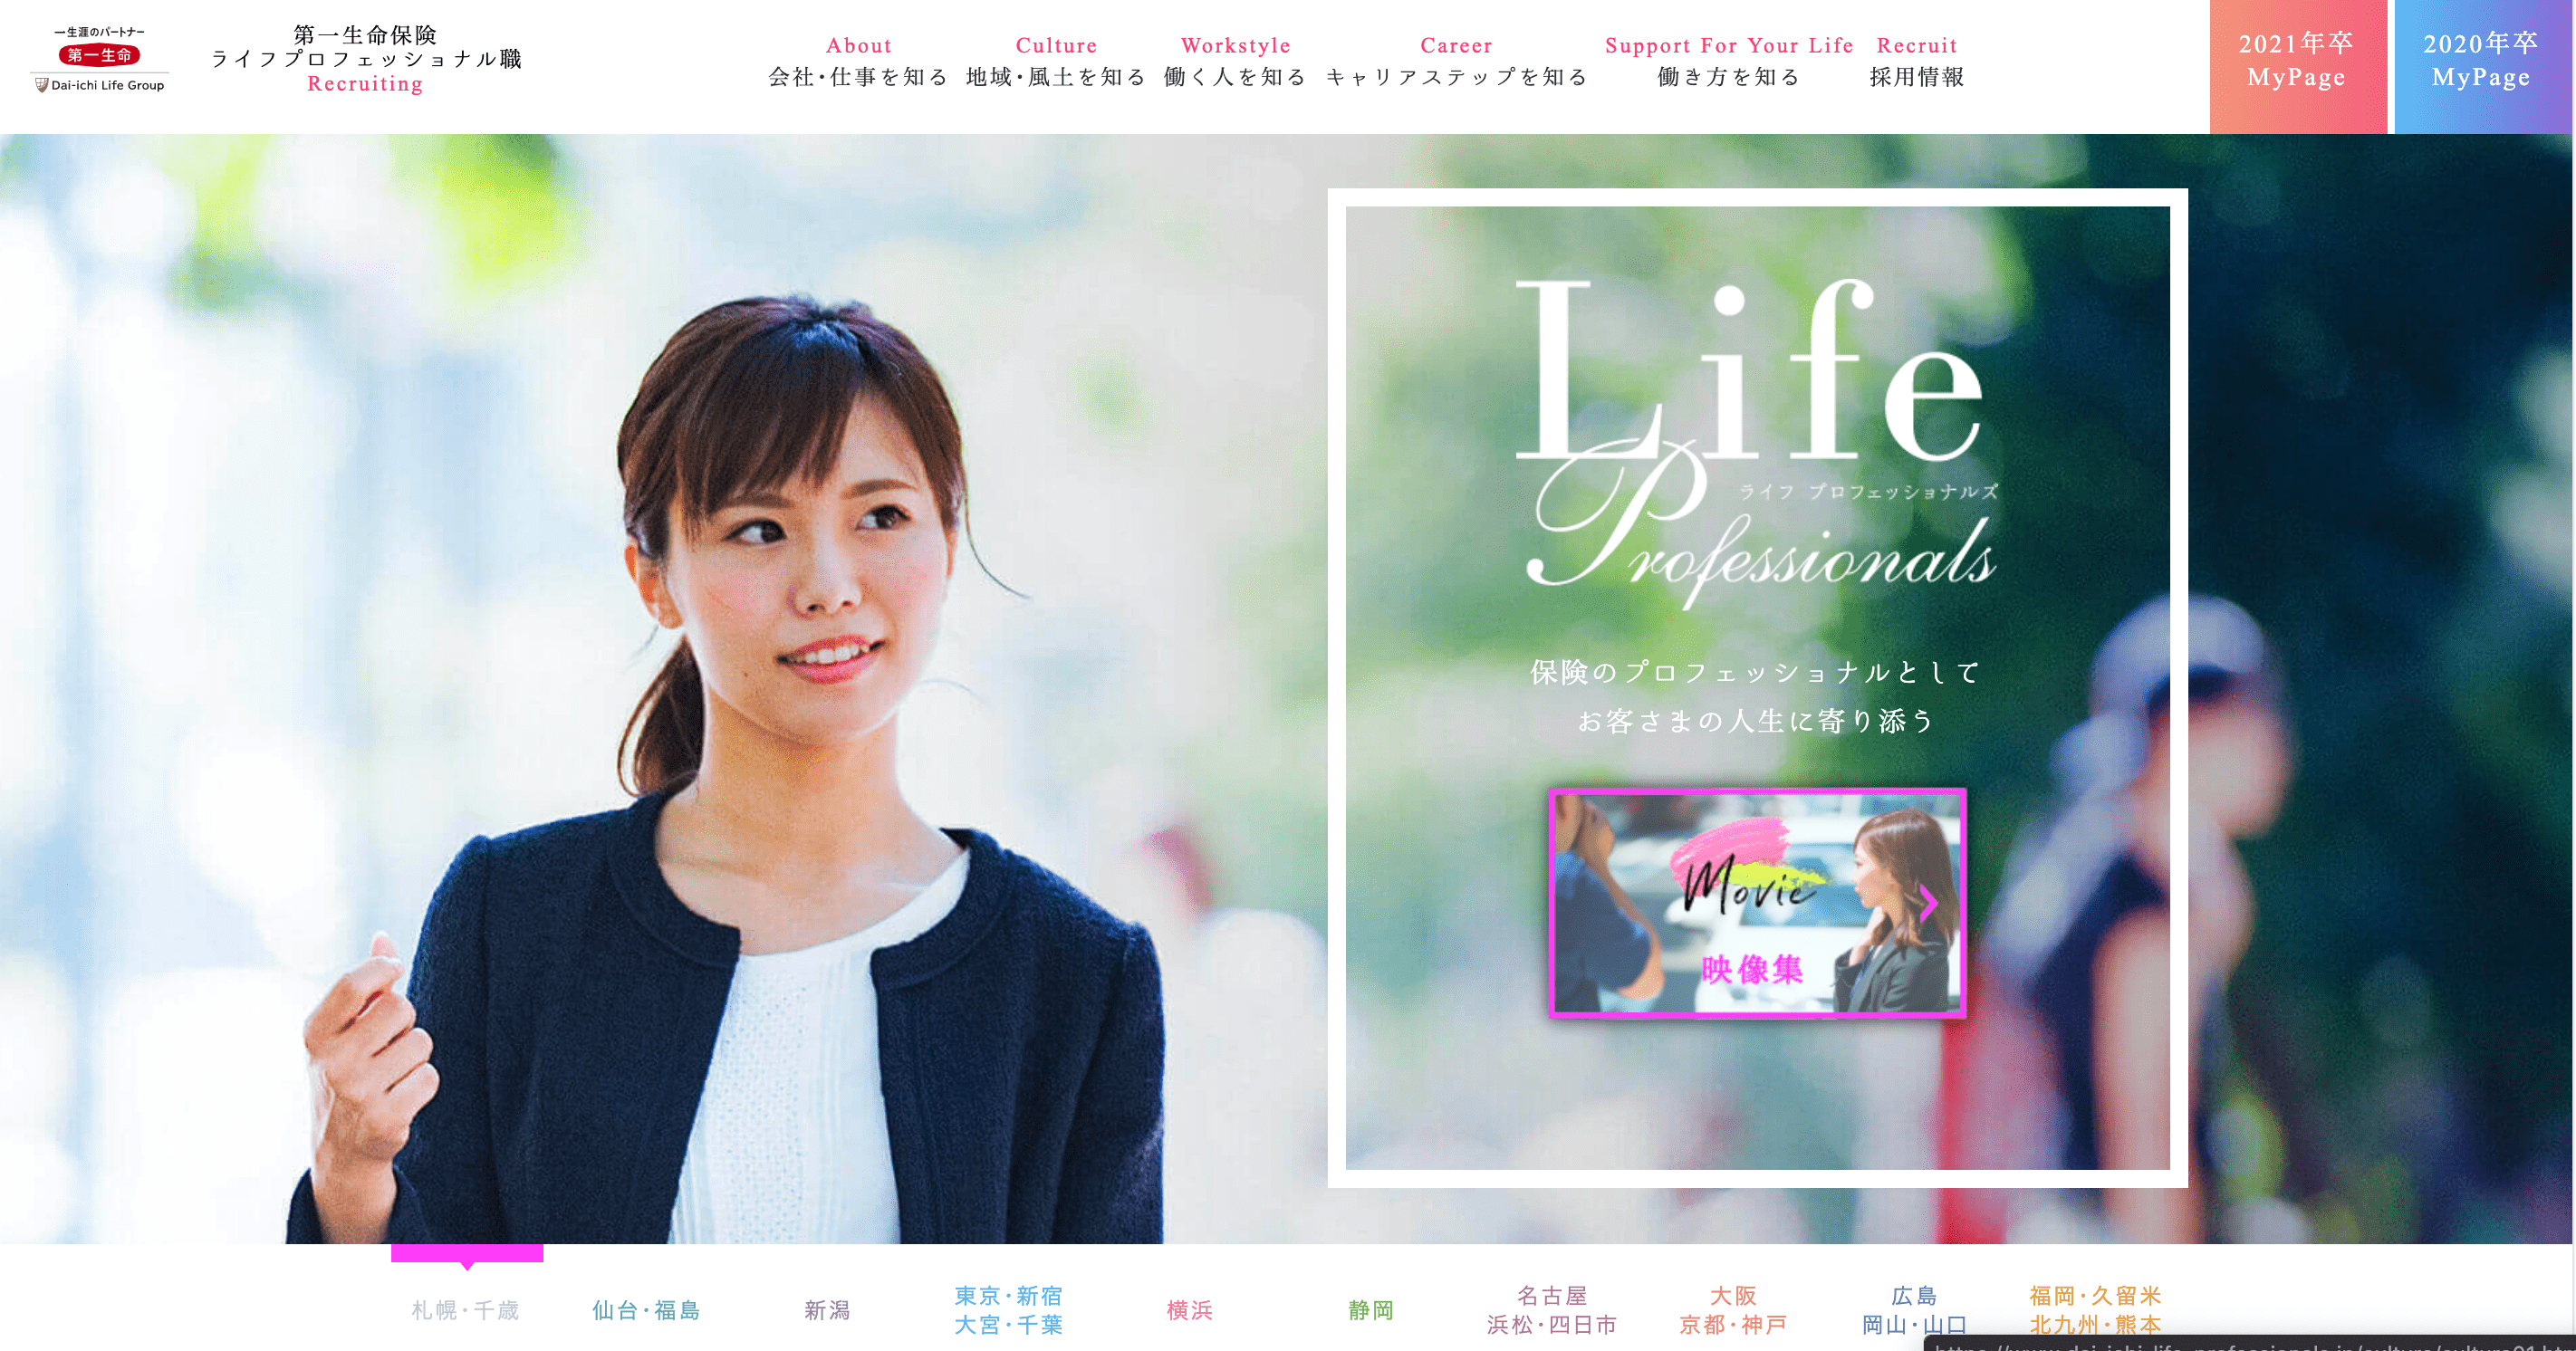 一生涯のパートナー
第一生命
Dai-ichi Life Group
第一生命保険
ライフプロフェッショナル職
Recruiting
About
会社･仕事を知る
Culture
地域･風土を知る
Workstyle
働く人を知る
Career
キャリアステップを知る
Support For Your Life
働き方を知る
Recruit
採用情報
2021年卒
MyPage
2020年卒
MyPage
Life
ライフ プロフェッショナルズ
Professionals
保険のプロフェッショナルとして
お客さまの人生に寄り添う
Movie
映像集
札幌･千歳
仙台･福島
新潟
東京･新宿
大宮･千葉
横浜
静岡
名古屋
浜松･四日市
大阪
京都･神戸
広島
岡山･山口
福岡･久留米
北九州･熊本